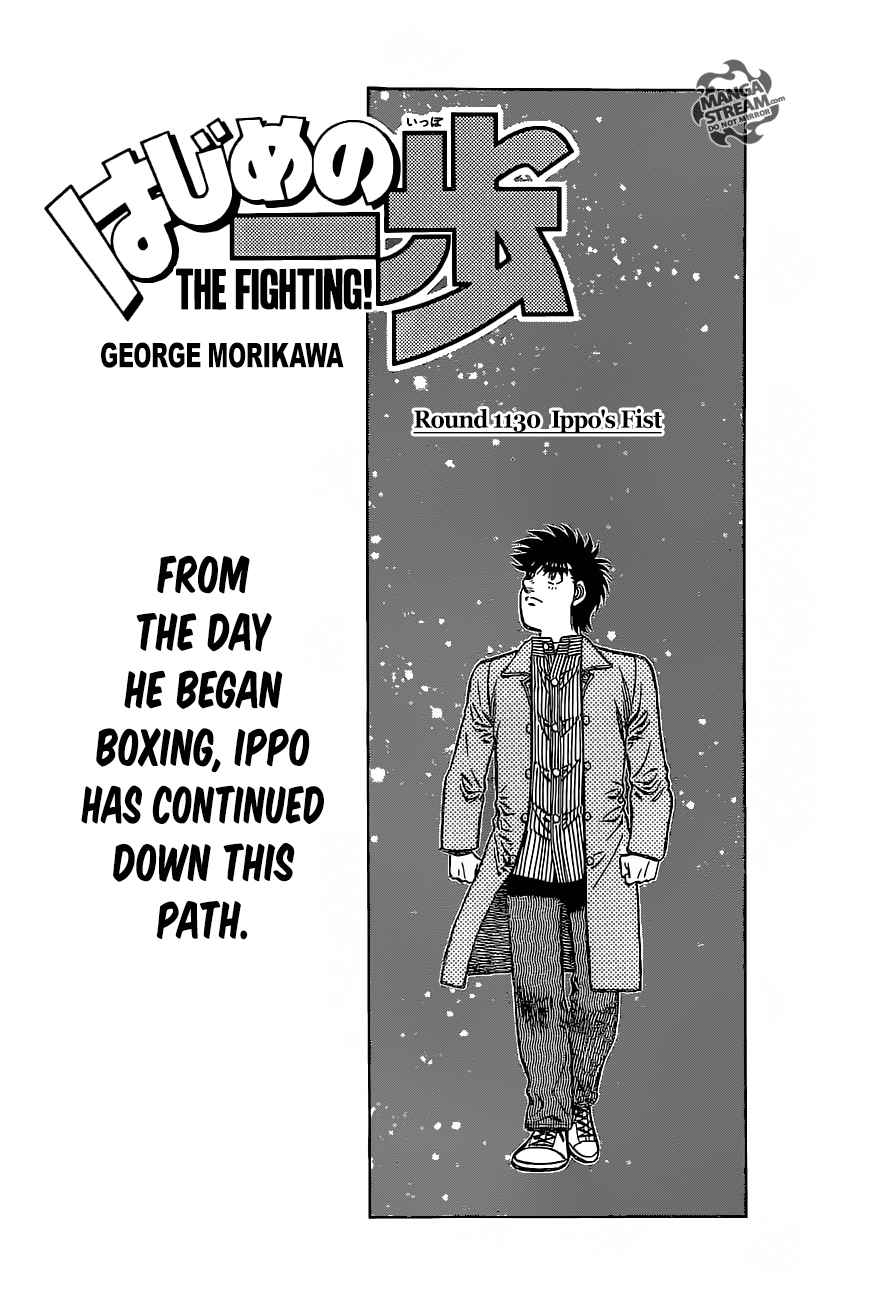 いっぽ
はじめの一歩
THE FIGHTING!
GEORGE MORIKAWA
MANGA
STREAM.com
DO NOT MIRROR
Round 1130 Ippo's Fist
FROM
THE DAY
HE BEGAN
BOXING, IPPO
HAS CONTINUED
DOWN THIS
PATH.